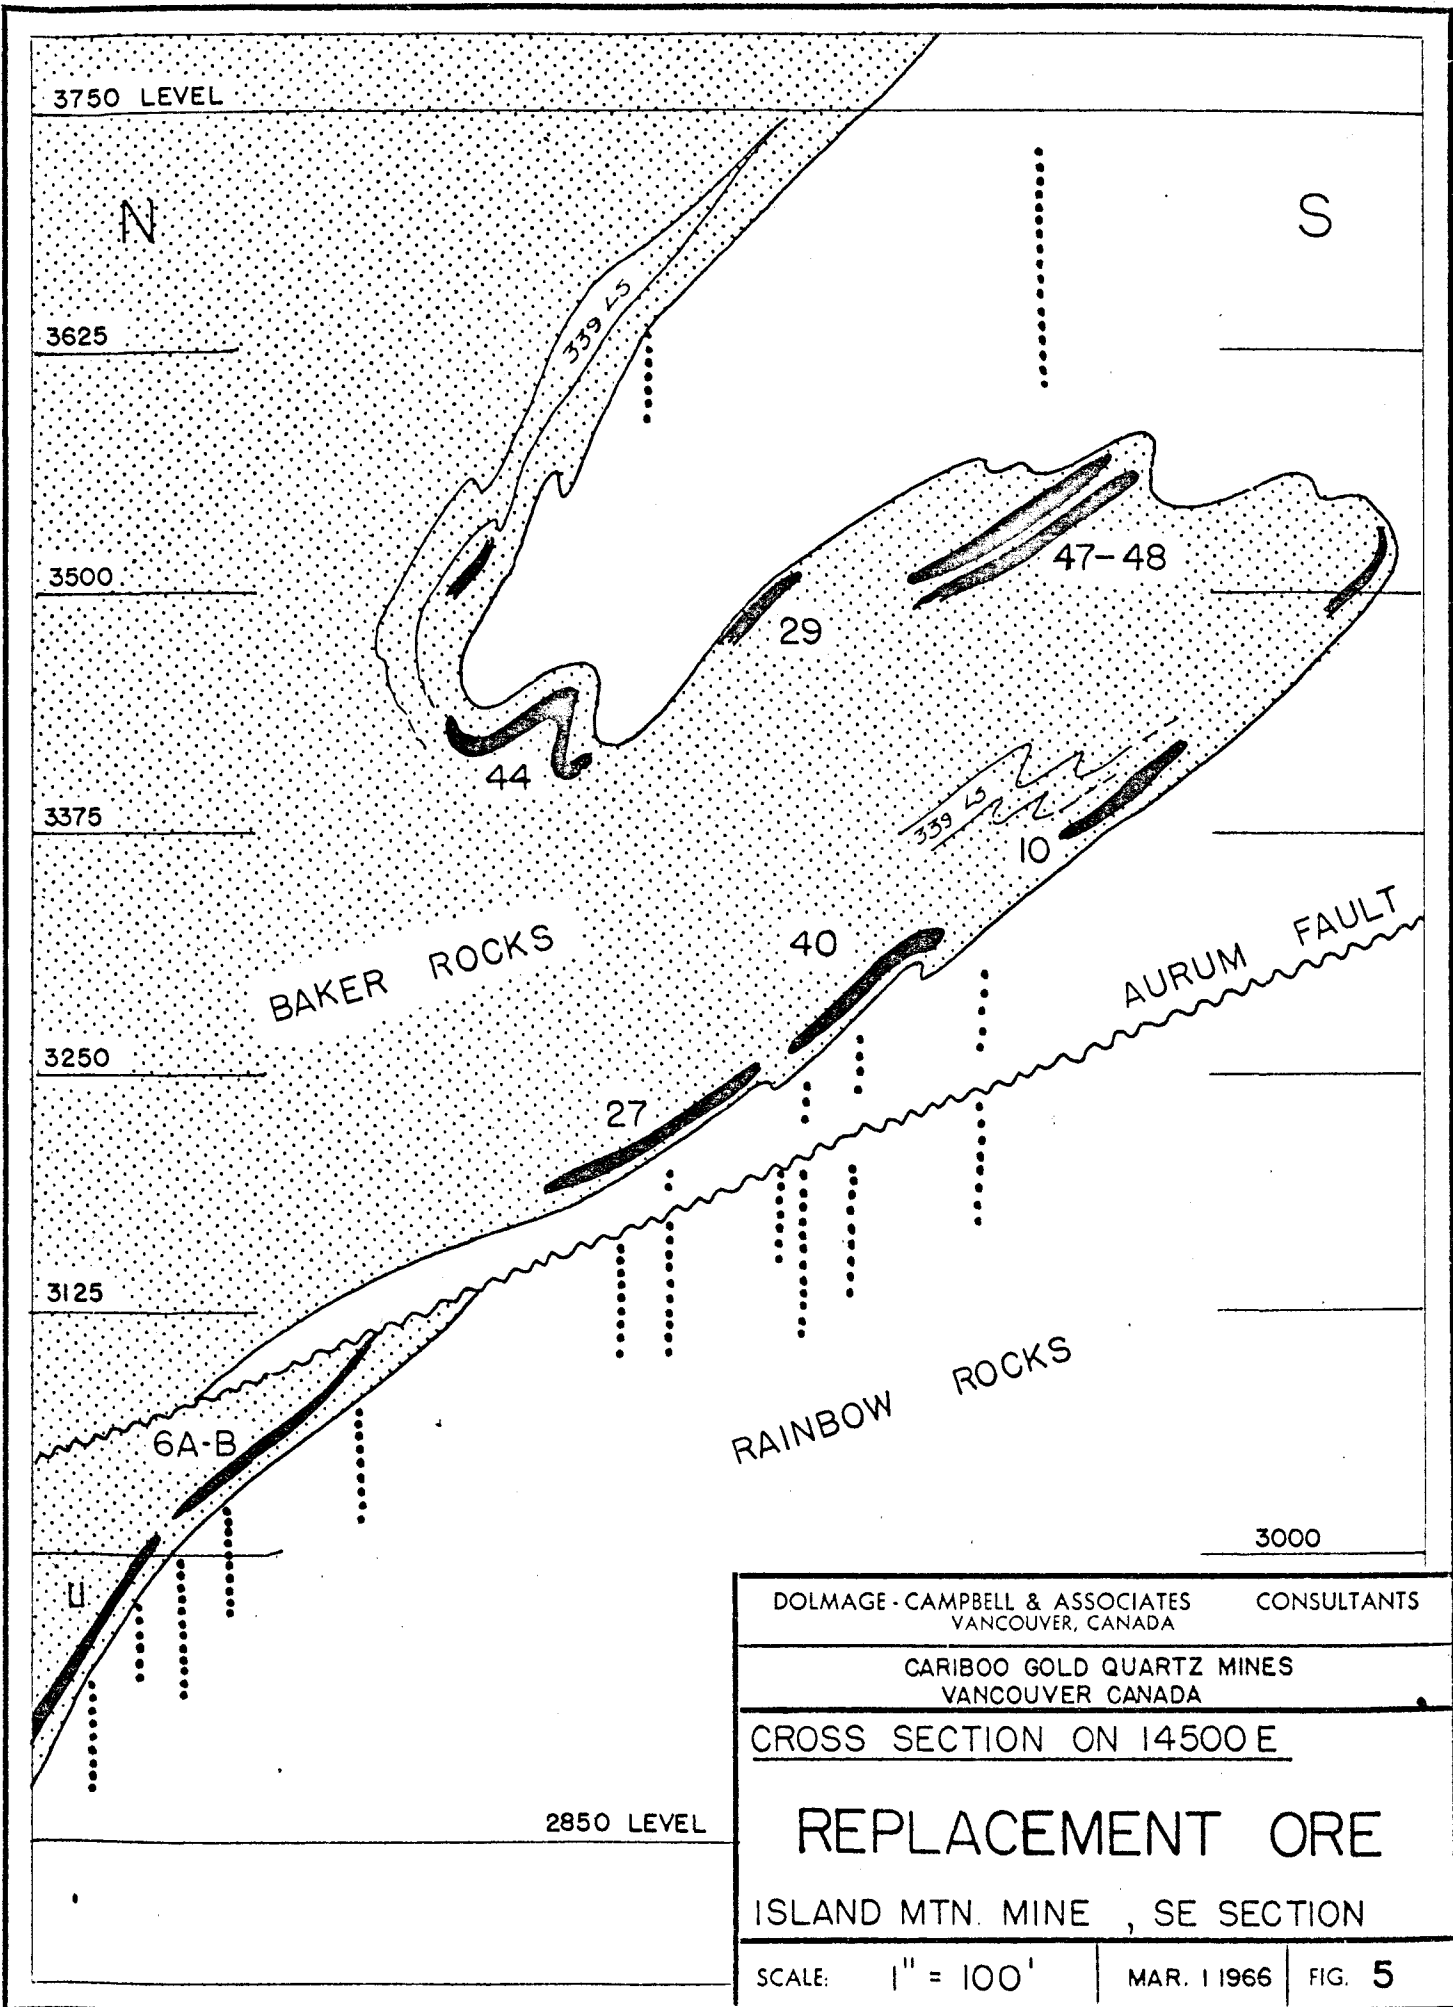 3750 LEVEL
N
S
339 LS
3625
3500
47-48
29
44
3375
339 LS
10
BAKER ROCKS
40
AURUM FAULT
3250
27
3125
RAINBOW ROCKS
6A-B
3000
U
DOLMAGE - CAMPBELL & ASSOCIATES CONSULTANTS
VANCOUVER, CANADA
CARIBOO GOLD QUARTZ MINES
VANCOUVER CANADA
CROSS SECTION ON 14500 E
2850 LEVEL
REPLACEMENT ORE
ISLAND MTN. MINE , SE SECTION
SCALE: 1" = 100' MAR. 1 1966 FIG. 5